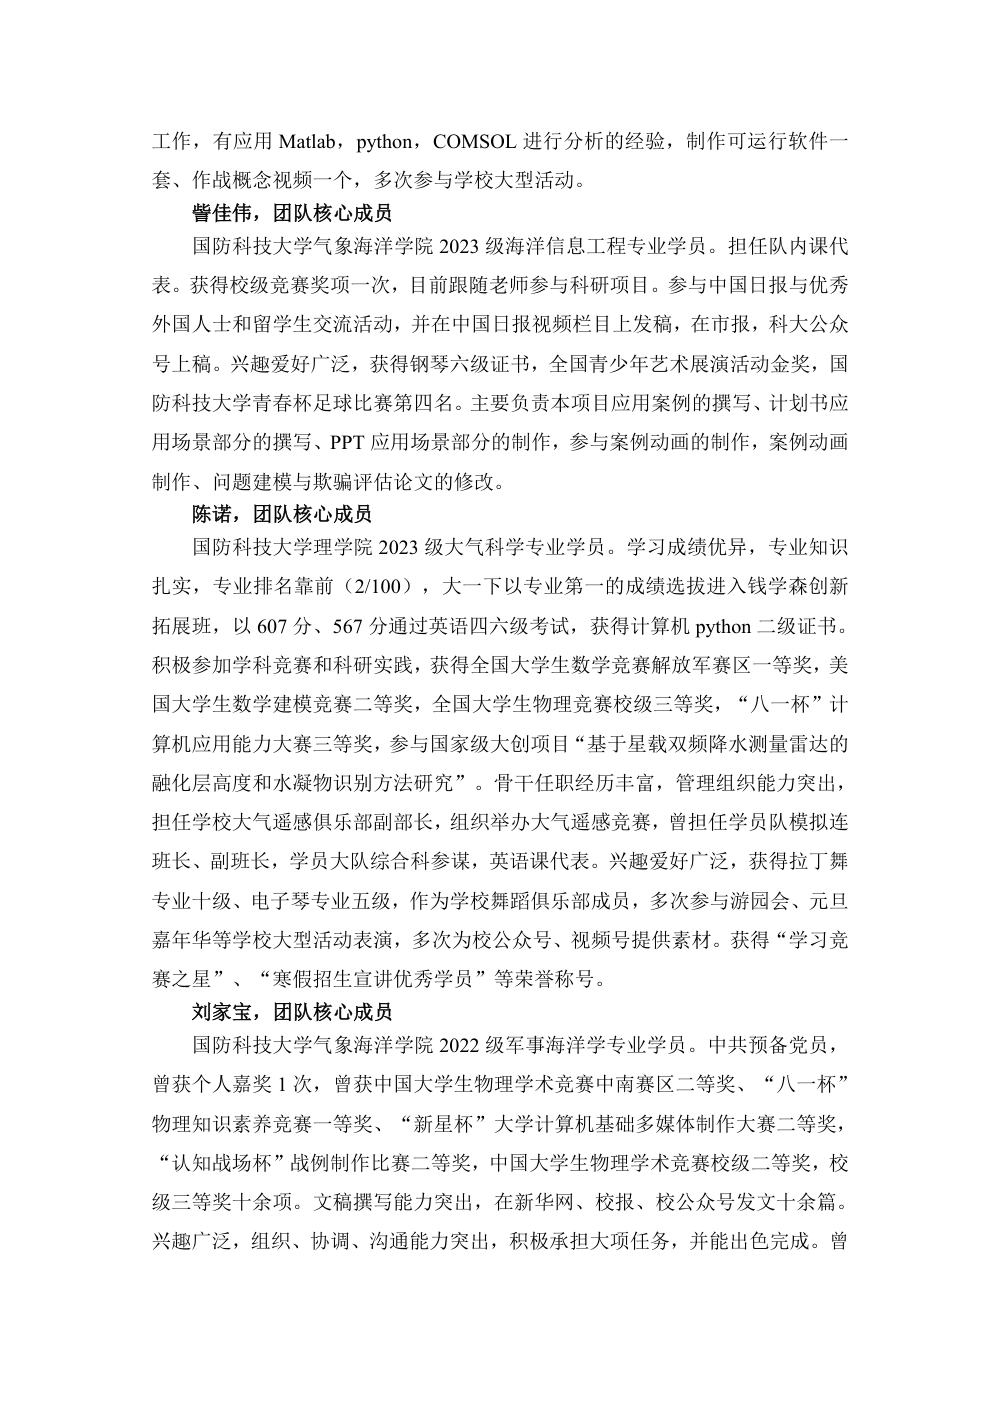 工作，有应用 Matlab，python，COMSOL 进行分析的经验，制作可运行软件一
套、作战概念视频一个，多次参与学校大型活动。
訾佳伟，团队核心成员
国防科技大学气象海洋学院 2023 级海洋信息工程专业学员。担任队内课代
表。获得校级竞赛奖项一次，目前跟随老师参与科研项目。参与中国日报与优秀
外国人士和留学生交流活动，并在中国日报视频栏目上发稿，在市报，科大公众
号上稿。兴趣爱好广泛，获得钢琴六级证书，全国青少年艺术展演活动金奖，国
防科技大学青春杯足球比赛第四名。主要负责本项目应用案例的撰写、计划书应
用场景部分的撰写、PPT 应用场景部分的制作，参与案例动画的制作，案例动画
制作、问题建模与欺骗评估论文的修改。
陈诺，团队核心成员
国防科技大学理学院 2023 级大气科学专业学员。学习成绩优异，专业知识
扎实，专业排名靠前（2/100），大一下以专业第一的成绩选拔进入钱学森创新
拓展班，以 607 分、567 分通过英语四六级考试，获得计算机 python 二级证书。
积极参加学科竞赛和科研实践，获得全国大学生数学竞赛解放军赛区一等奖，美
国大学生数学建模竞赛二等奖，全国大学生物理竞赛校级三等奖，“八一杯”计
算机应用能力大赛三等奖，参与国家级大创项目“基于星载双频降水测量雷达的
融化层高度和水凝物识别方法研究”。骨干任职经历丰富，管理组织能力突出，
担任学校大气遥感俱乐部副部长，组织举办大气遥感竞赛，曾担任学员队模拟连
班长、副班长，学员大队综合科参谋，英语课代表。兴趣爱好广泛，获得拉丁舞
专业十级、电子琴专业五级，作为学校舞蹈俱乐部成员，多次参与游园会、元旦
嘉年华等学校大型活动表演，多次为校公众号、视频号提供素材。获得“学习竞
赛之星”、“寒假招生宣讲优秀学员”等荣誉称号。
刘家宝，团队核心成员
国防科技大学气象海洋学院 2022 级军事海洋学专业学员。中共预备党员，
曾获个人嘉奖 1 次，曾获中国大学生物理学术竞赛中南赛区二等奖、“八一杯”
物理知识素养竞赛一等奖、“新星杯”大学计算机基础多媒体制作大赛二等奖，
“认知战场杯”战例制作比赛二等奖，中国大学生物理学术竞赛校级二等奖，校
级三等奖十余项。文稿撰写能力突出，在新华网、校报、校公众号发文十余篇。
兴趣广泛，组织、协调、沟通能力突出，积极承担大项任务，并能出色完成。曾